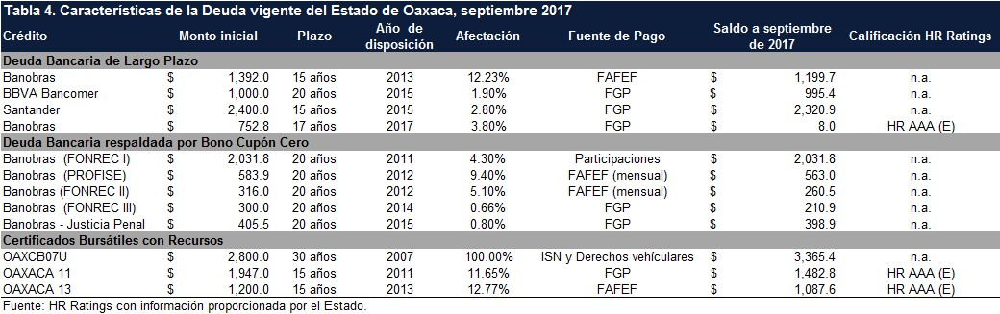 Tabla 4. Características de la Deuda vigente del Estado de Oaxaca, septiembre 2017
Crédito Monto inicial Plazo Año de disposición Afectación Fuente de Pago Saldo a septiembre de 2017 Calificación HR Ratings
Deuda Bancaria de Largo Plazo
Banobras $ 1,392.0 15 años 2013 12.23% FAFEF $ 1,199.7 n.a.
BBVA Bancomer $ 1,000.0 20 años 2015 1.90% FGP $ 995.4 n.a.
Santander $ 2,400.0 15 años 2015 2.80% FGP $ 2,320.9 n.a.
Banobras $ 752.8 17 años 2017 3.80% FGP $ 8.0 HR AAA (E)
Deuda Bancaria respaldada por Bono Cupón Cero
Banobras (FONREC I) $ 2,031.8 20 años 2011 4.30% Participaciones $ 2,031.8 n.a.
Banobras (PROFISE) $ 583.9 20 años 2012 9.40% FAFEF (mensual) $ 563.0 n.a.
Banobras (FONREC II) $ 316.0 20 años 2012 5.10% FAFEF (mensual) $ 260.5 n.a.
Banobras (FONREC III) $ 300.0 20 años 2014 0.66% FGP $ 210.9 n.a.
Banobras - Justicia Penal $ 405.5 20 años 2015 0.80% FGP $ 398.9 n.a.
Certificados Bursátiles con Recursos
OAXCB07U $ 2,800.0 30 años 2007 100.00% ISN y Derechos vehículares $ 3,365.4 n.a.
OAXACA 11 $ 1,947.0 15 años 2011 11.65% FGP $ 1,482.8 HR AAA (E)
OAXACA 13 $ 1,200.0 15 años 2013 12.77% FAFEF $ 1,087.6 HR AAA (E)
Fuente: HR Ratings con información proporcionada por el Estado.